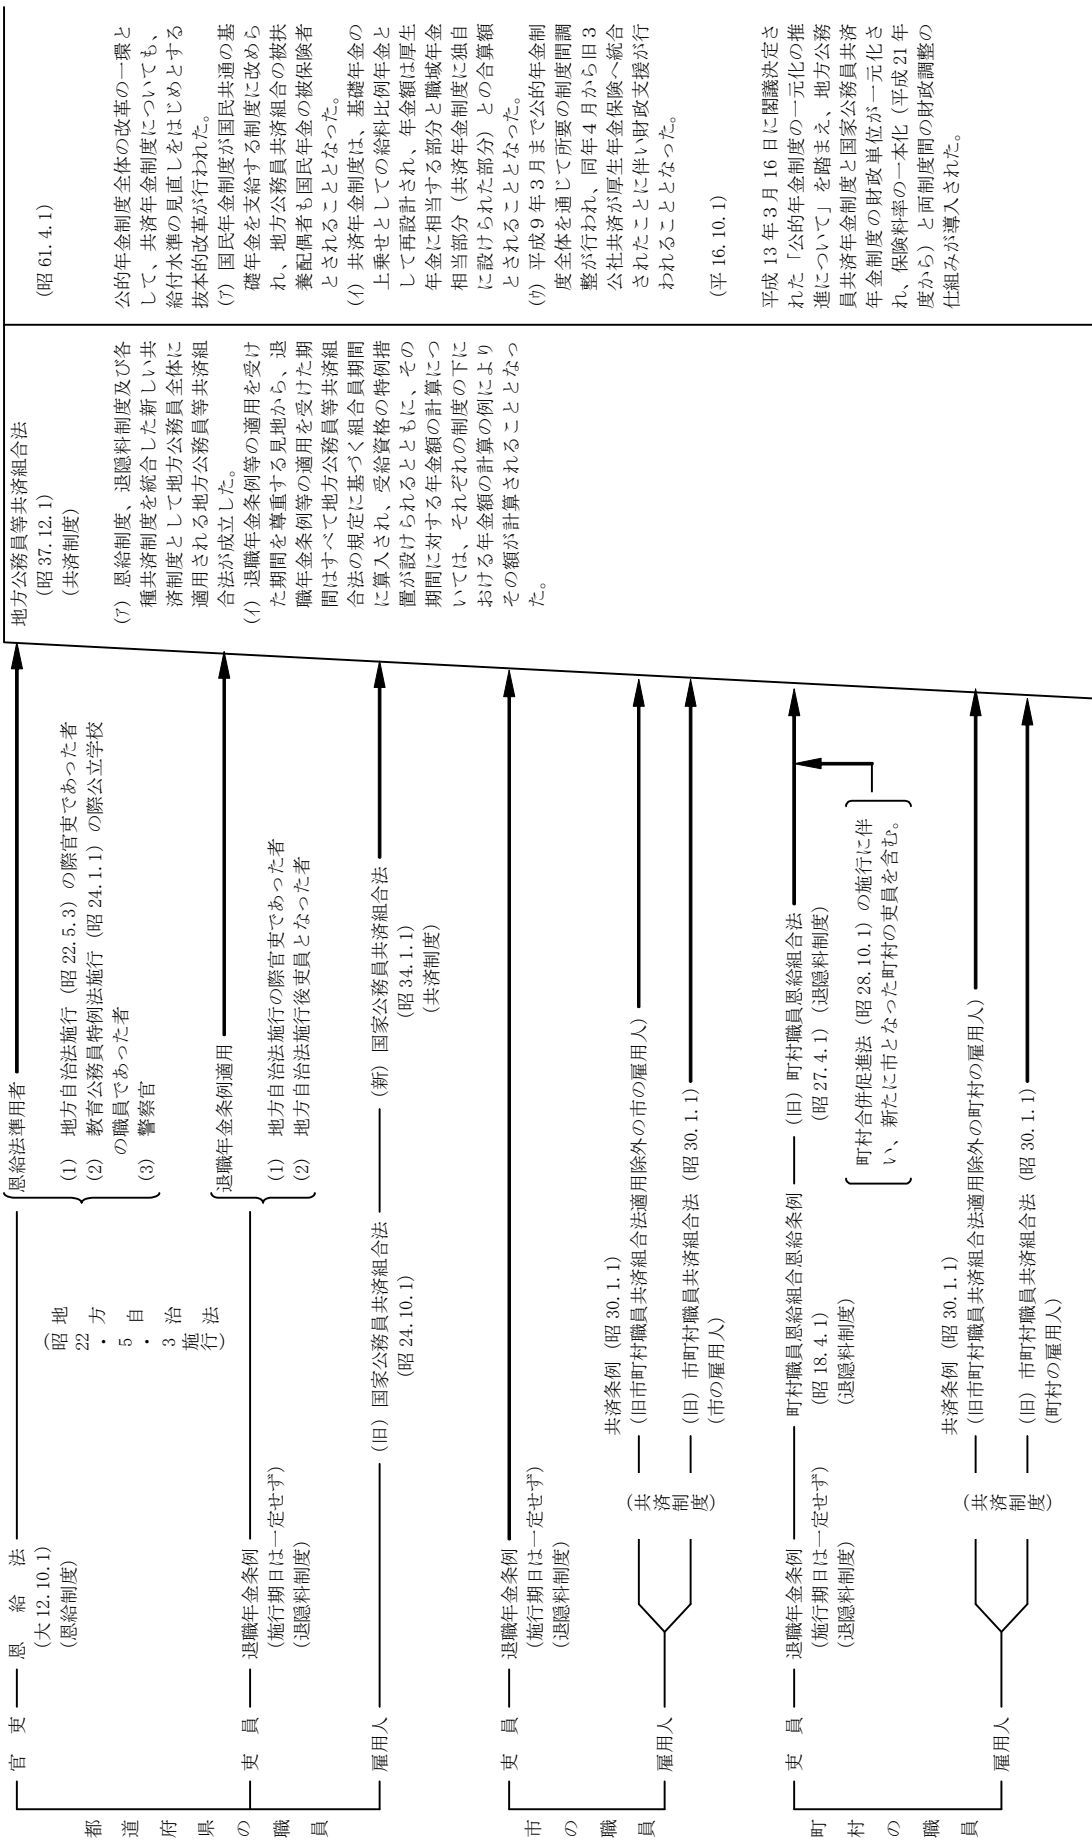 都道府県の職員
官吏
恩給法
(大12.10.1)
(恩給制度)
(昭22・5・3)
地方自治法施行
恩給法準用者
(1) 地方自治法施行(昭22.5.3)の際官吏であった者
(2) 教育公務員特例法施行(昭24.1.1)の際公立学校
の職員であった者
(3) 警察官
吏員
退職年金条例
(施行期日は一定せず)
(退隠料制度)
退職年金条例適用
(1) 地方自治法施行の際官吏であった者
(2) 地方自治法施行後吏員となった者
雇用人
(旧)国家公務員共済組合法
(昭24.10.1)
(新)国家公務員共済組合法
(昭34.1.1)
(共済制度)
市の職員
吏員
退職年金条例
(施行期日は一定せず)
(退隠料制度)
雇用人
(共済制度)
共済条例(昭30.1.1)
(旧市町村職員共済組合法適用除外の市の雇用人)
(旧)市町村職員共済組合法(昭30.1.1)
(市の雇用人)
町村の職員
吏員
退職年金条例
(施行期日は一定せず)
(退隠料制度)
町村職員恩給組合恩給条例
(昭18.4.1)
(退隠料制度)
(旧)町村職員恩給組合法
(昭27.4.1)(退隠料制度)
町村合併促進法(昭28.10.1)の施行に伴
い、新たに市となった町村の吏員を含む。
雇用人
(共済制度)
共済条例(昭30.1.1)
(旧市町村職員共済組合法適用除外の町村の雇用人)
(旧)市町村職員共済組合法(昭30.1.1)
(町村の雇用人)
地方公務員等共済組合法
(昭37.12.1)
(共済制度)
(ア) 恩給制度、退隠料制度及び各
種共済制度を統合した新しい共
済制度として地方公務員全体に
適用される地方公務員等共済組
合法が成立した。
(イ) 退職年金条例等の適用を受け
た期間を尊重する見地から、退
職年金条例等の適用を受けた期
間はすべて地方公務員等共済組
合法の規定に基づく組合員期間
に算入され、受給資格の特例措
置が設けられるとともに、その
期間に対する年金額の計算につ
いては、それぞれの制度の下に
おける年金額の計算の例により
その額が計算されることとなっ
た。
(昭61.4.1)
公的年金制度全体の改革の一環と
して、共済年金制度についても、
給付水準の見直しをはじめとする
抜本的改革が行われた。
(ア) 国民年金制度が国民共通の基
礎年金を支給する制度に改めら
れ、地方公務員共済組合の被扶
養配偶者も国民年金の被保険者
とされることとなった。
(イ) 共済年金制度は、基礎年金の
上乗せとしての給料比例年金と
して再設計され、年金額は厚生
年金に相当する部分と職域年金
相当部分(共済年金制度に独自
に設けられた部分)との合算額
とされることとなった。
(ウ) 平成9年3月まで公的年金制
度全体を通じて所要の制度間調
整が行われ、同年4月から旧3
公社共済が厚生年金保険へ統合
されたことに伴い財政支援が行
われることとなった。
(平16.10.1)
平成13年3月16日に閣議決定さ
れた「公的年金制度の一元化の推
進について」を踏まえ、地方公務
員共済年金制度と国家公務員共済
年金制度の財政単位が一元化さ
れ、保険料率の一本化(平成21年
度から)と両制度間の財政調整の
仕組みが導入された。